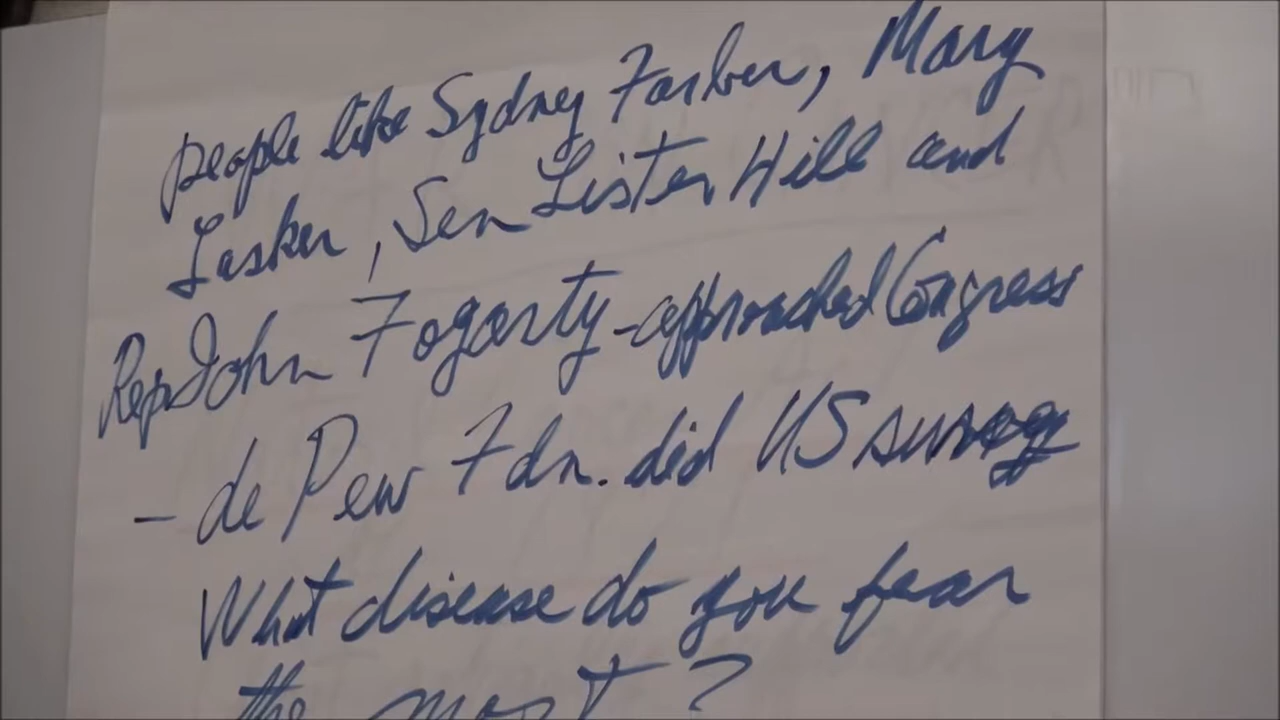 people like Sydney Farber, Mary
Lasker, Sen Lister Hill and
Rep John Fogarty - approached Congress
- de Pew Fdn. did US survey
What disease do you fear
the most?